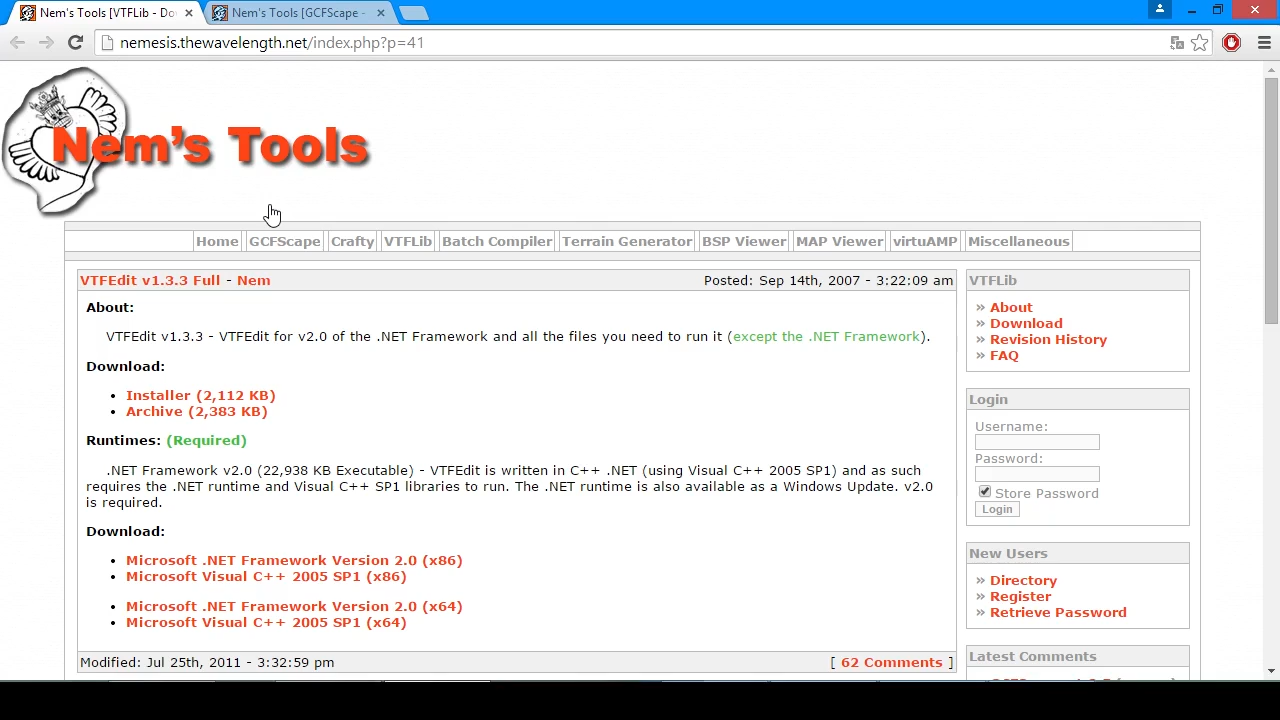 Nem's Tools [VTFLib - Do
Nem's Tools [GCFScape -
nemesis.thewavelength.net/index.php?p=41
Nem's Tools
Home GCFScape Crafty VTFLib Batch Compiler Terrain Generator BSP Viewer MAP Viewer virtuAMP Miscellaneous
VTFEdit v1.3.3 Full - Nem
Posted: Sep 14th, 2007 - 3:22:09 am
About:
VTFEdit v1.3.3 - VTFEdit for v2.0 of the .NET Framework and all the files you need to run it (except the .NET Framework).
Download:
• Installer (2,112 KB)
• Archive (2,383 KB)
Runtimes: (Required)
.NET Framework v2.0 (22,938 KB Executable) - VTFEdit is written in C++ .NET (using Visual C++ 2005 SP1) and as such
requires the .NET runtime and Visual C++ SP1 libraries to run. The .NET runtime is also available as a Windows Update. v2.0
is required.
Download:
• Microsoft .NET Framework Version 2.0 (x86)
• Microsoft Visual C++ 2005 SP1 (x86)
• Microsoft .NET Framework Version 2.0 (x64)
• Microsoft Visual C++ 2005 SP1 (x64)
Modified: Jul 25th, 2011 - 3:32:59 pm
[ 62 Comments ]
VTFLib
» About
» Download
» Revision History
» FAQ
Login
Username:
Password:
Store Password
Login
New Users
» Directory
» Register
» Retrieve Password
Latest Comments